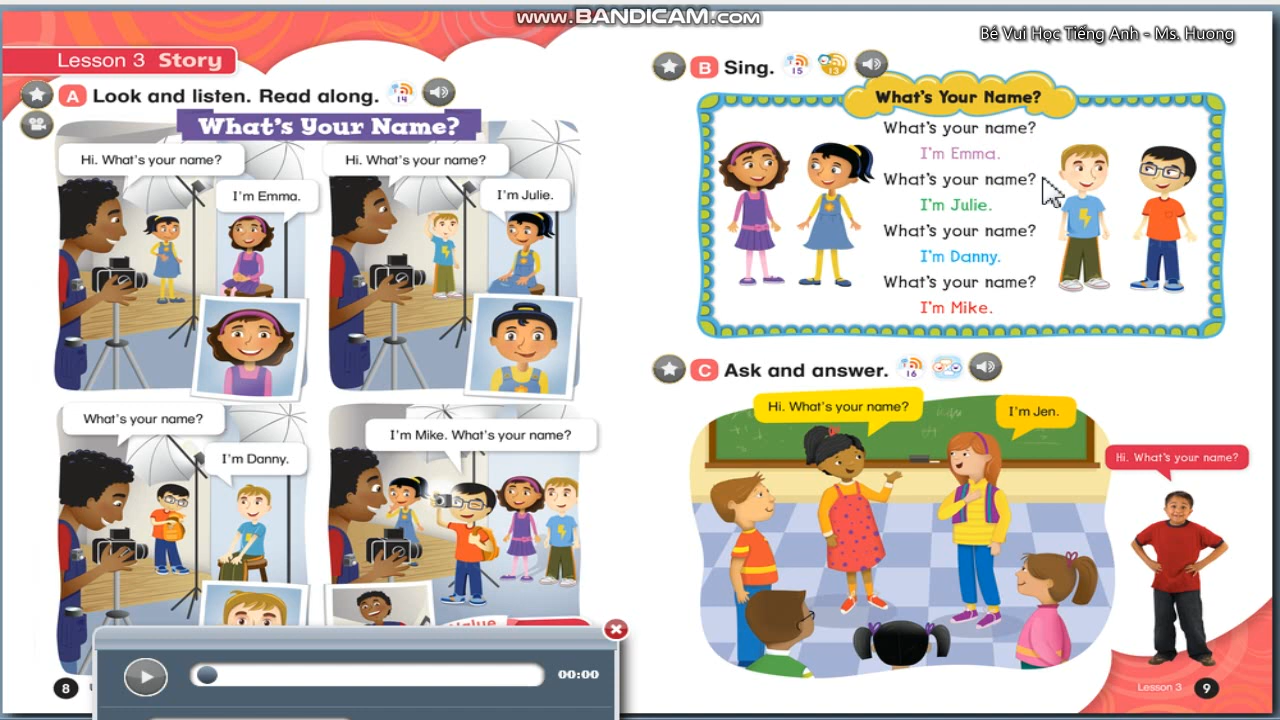 www.BANDICAM.com
Bé Vui Học Tiếng Anh - Ms. Huong
Lesson 3 Story
A Look and listen. Read along. 14
What's Your Name?
Hi. What's your name?
I'm Emma.
Hi. What's your name?
I'm Julie.
What's your name?
I'm Danny.
I'm Mike. What's your name?
Value
00:00
8
B Sing. 15 13
What's Your Name?
What's your name?
I'm Emma.
What's your name?
I'm Julie.
What's your name?
I'm Danny.
What's your name?
I'm Mike.
C Ask and answer. 16
Hi. What's your name?
I'm Jen.
Hi. What's your name?
Lesson 3 9